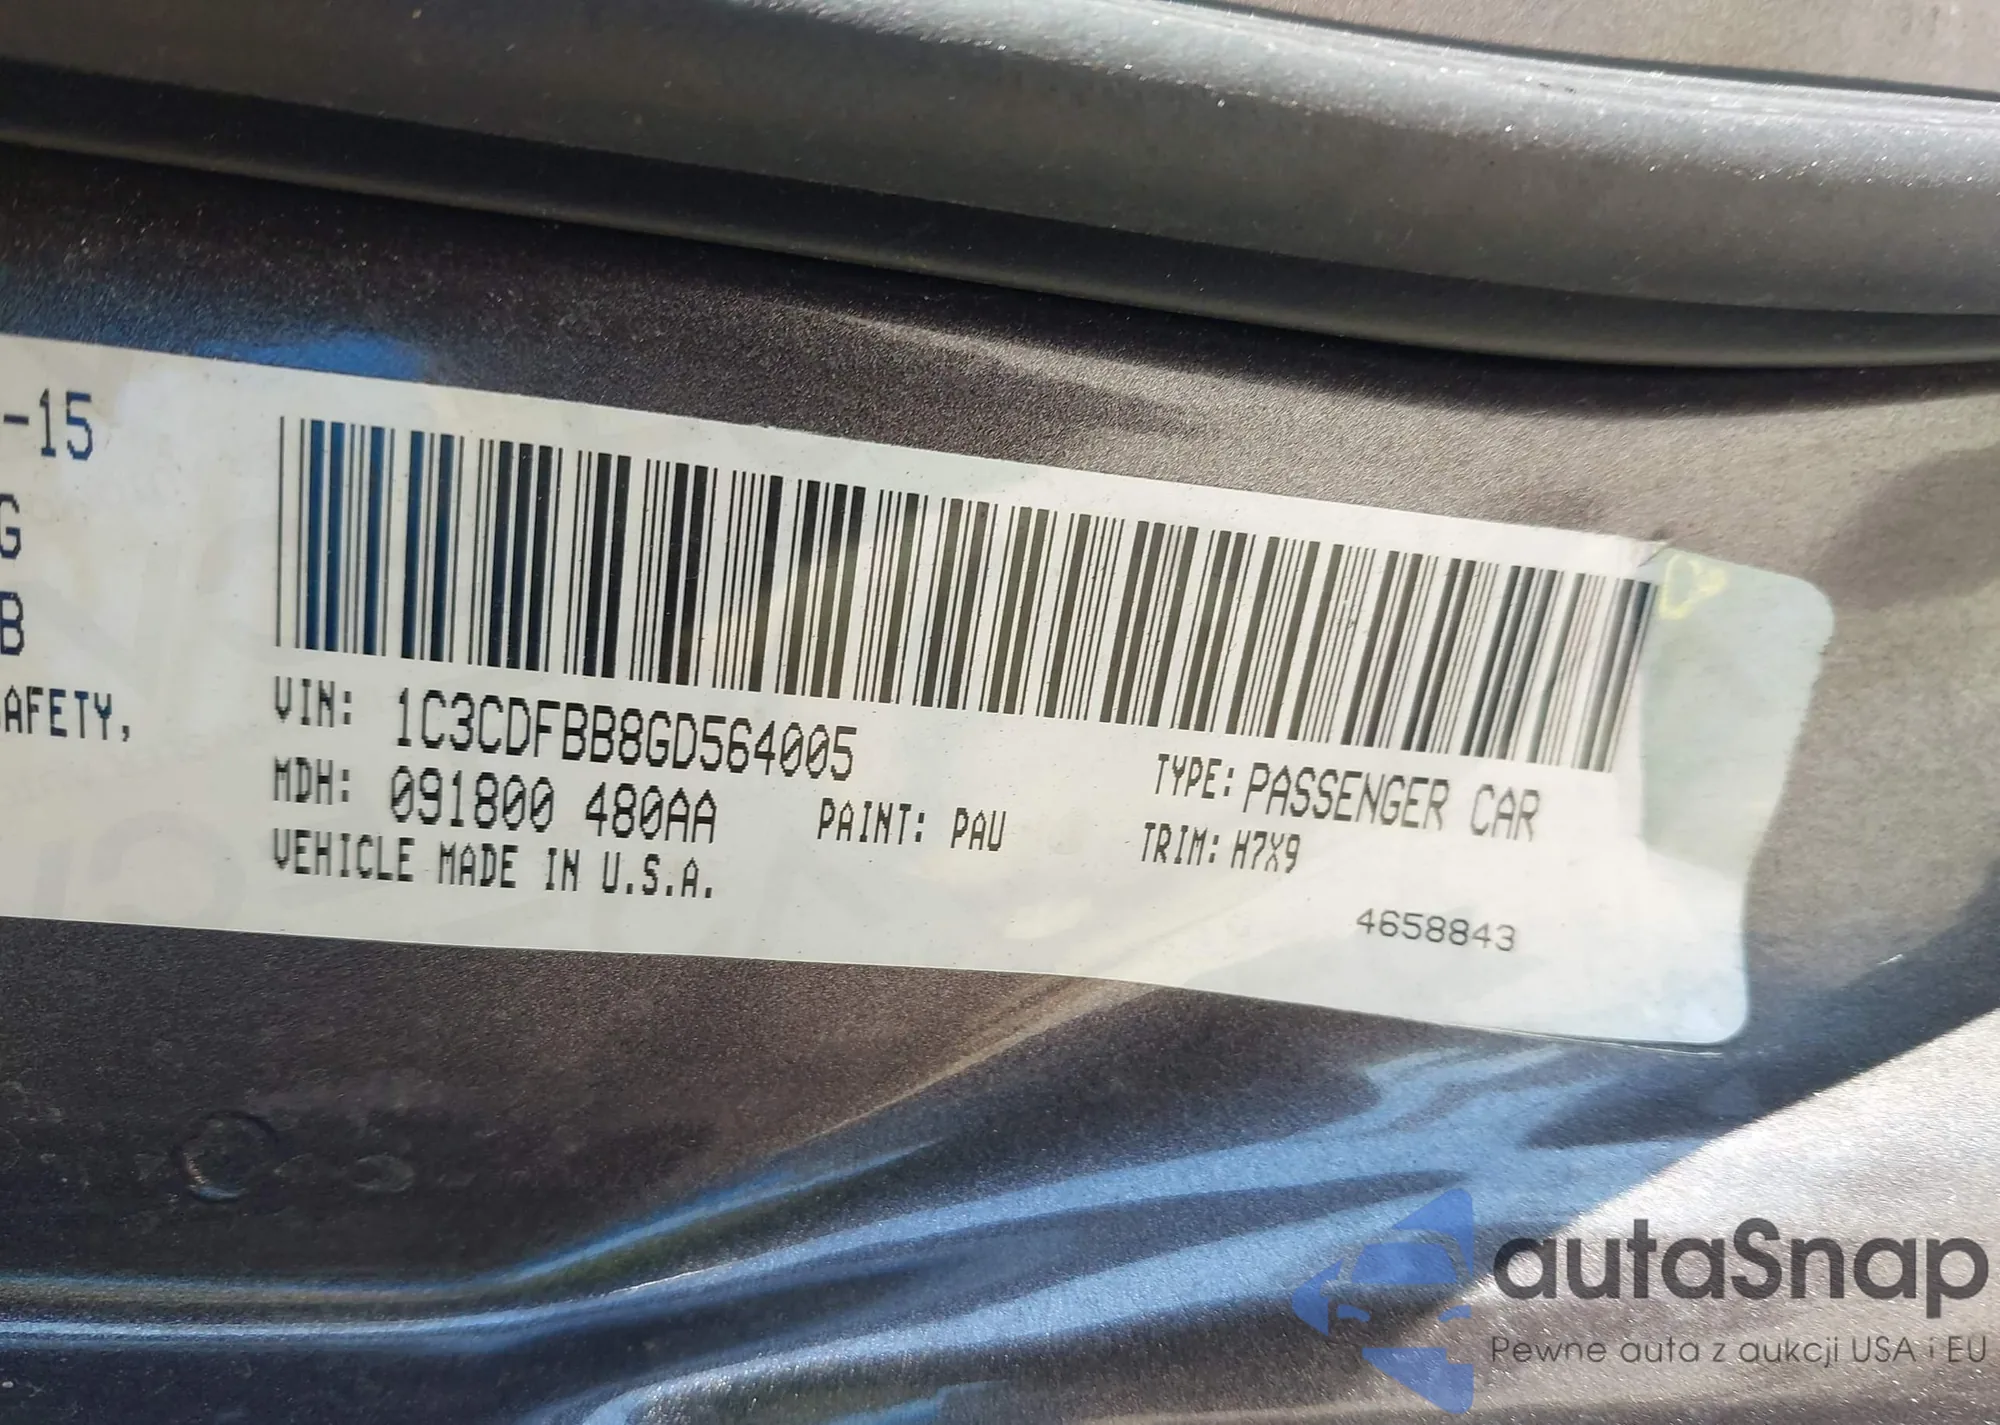 -15
G
B
AFETY,
VIN: 1C3CDFBB8GD564005
MDH: 091800 480AA
PAINT: PAU
VEHICLE MADE IN U.S.A.
TYPE: PASSENGER CAR
TRIM: H7X9
4658843
autaSnap
Pewne auta z aukcji USA i EU